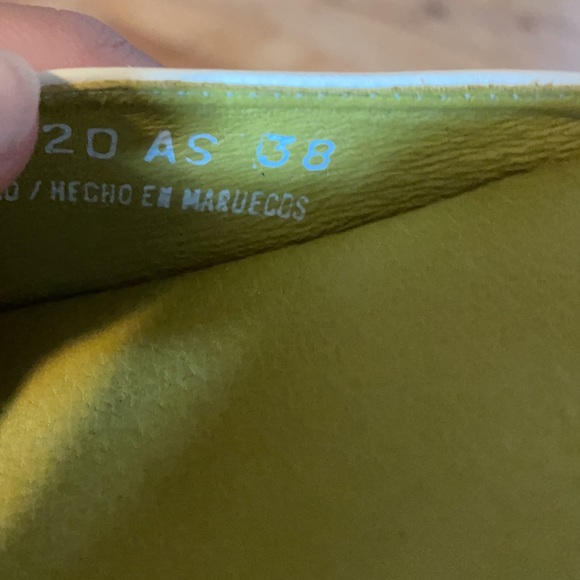 20 AS 38
/ HECHO EN MARUECOS